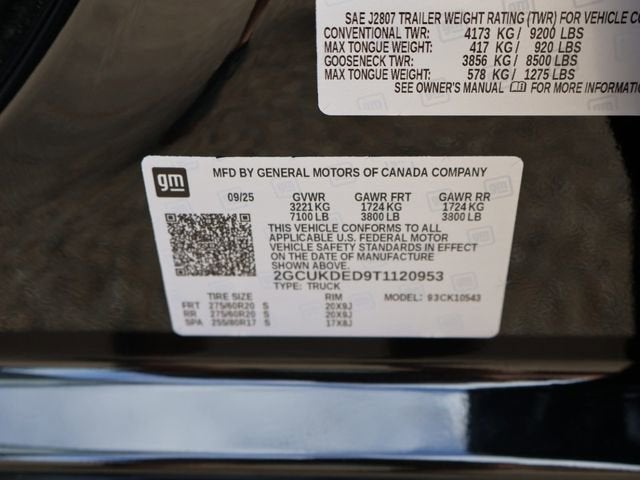 SAE J2807 TRAILER WEIGHT RATING (TWR) FOR VEHICLE CO
CONVENTIONAL TWR: 4173 KG/ 9200 LBS
MAX TONGUE WT: 417 KG/ 920 LBS
GOOSENECK TWR: 3856 KG/ 8500 LBS
MAX TONGUE WT: 578 KG/ 1275 LBS
SEE OWNER'S MANUAL FOR MORE INFORMAT
gm
MFD BY GENERAL MOTORS OF CANADA COMPANY
09/25 GVWR GAWR FRT GAWR RR
3221 KG 1724 KG 1724 KG
7100 LB 3800 LB 3800 LB
THIS VEHICLE CONFORMS TO ALL
APPLICABLE U.S. FEDERAL MOTOR
VEHICLE SAFETY STANDARDS IN EFFECT
ON THE DATE OF MANUFACTURE
SHOWN ABOVE.
2GCUKDED9T1120953
TYPE: TRUCK
TIRE SIZE RIM MODEL: 93CK10543
FRT 275/60R20 S 20X9J
RR 275/60R20 S 20X9J
SPA 255/80R17 S 17X8J